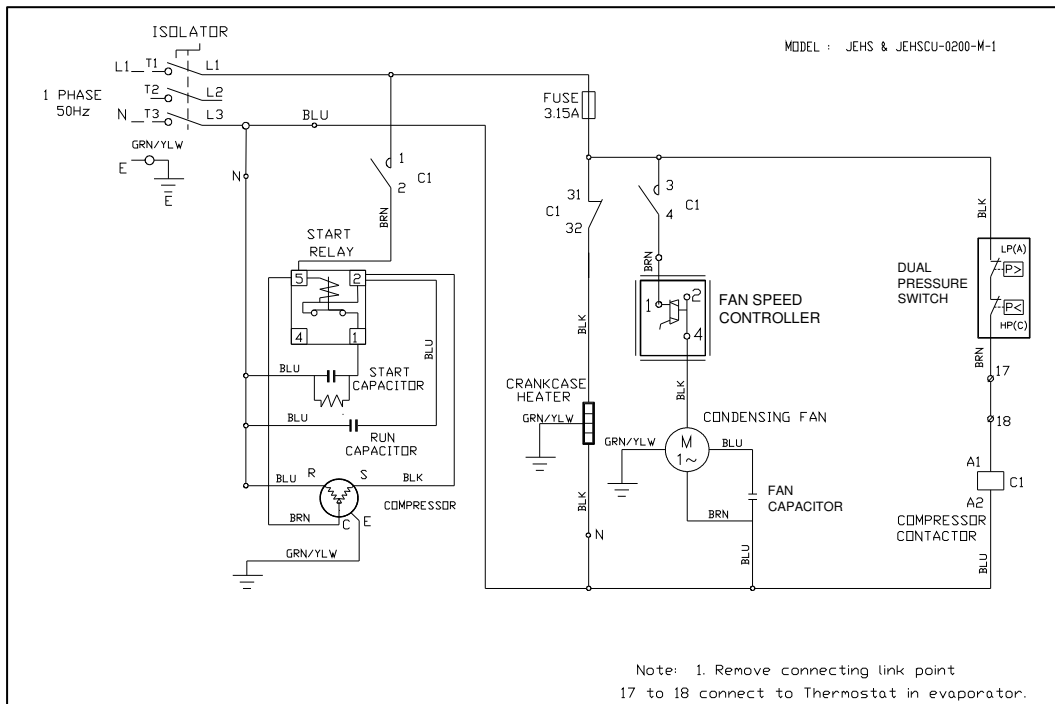 ISOLATOR
MODEL : JEHS & JEHSCU-0200-M-1
L1 T1 L1
1 PHASE
50Hz
T2 L2
N T3 L3
BLU
FUSE
3.15A
GRN/YLW
E
E
N
1
2
C1
BRN
31
32
C1
3
4
C1
BLK
START
RELAY
5
2
4
1
BRN
LP(A)
P>
P<
HP(C)
DUAL
PRESSURE
SWITCH
1
2
4
FAN SPEED
CONTROLLER
BLK
BLU
BLU
START
CAPACITOR
BRN
17
CRANKCASE
HEATER
GRN/YLW
BLK
CONDENSING FAN
18
BLU
RUN
CAPACITOR
GRN/YLW
M
1~
BLU
BLU
R
S
BLK
COMPRESSOR
A1
C1
A2
BLK
FAN
CAPACITOR
BRN
C
E
BRN
COMPRESSOR
CONTACTOR
N
GRN/YLW
BLU
BLU
Note: 1. Remove connecting link point
17 to 18 connect to Thermostat in evaporator.